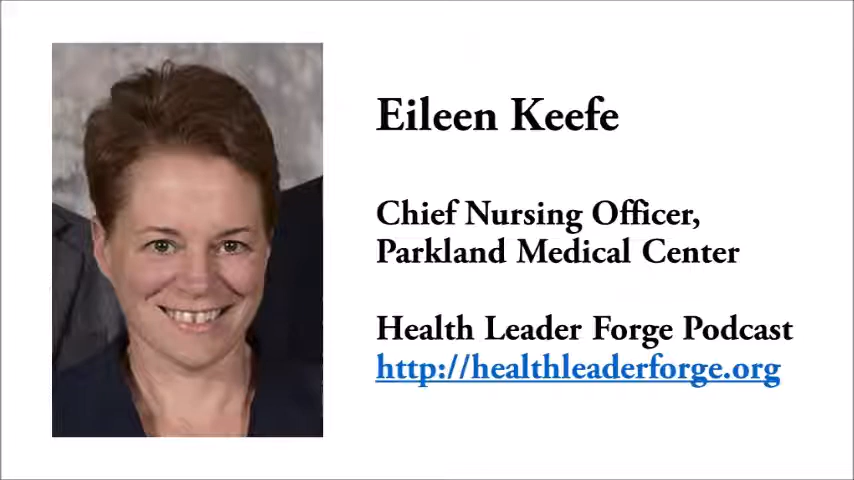 Eileen Keefe
Chief Nursing Officer,
Parkland Medical Center
Health Leader Forge Podcast
http://healthleaderforge.org